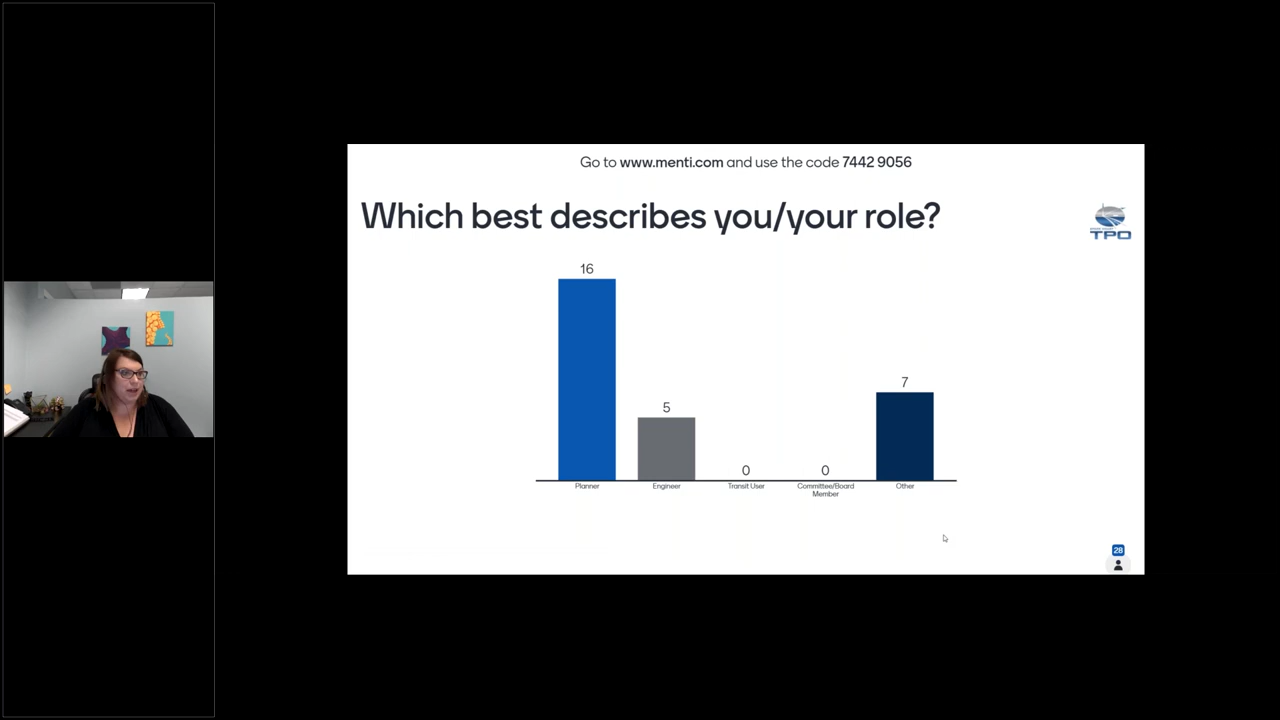 Go to www.menti.com and use the code 7442 9056
Which best describes you/your role?
TPO
16
5
0
0
7
Planner
Engineer
Transit User
Committee/Board
Member
Other
28